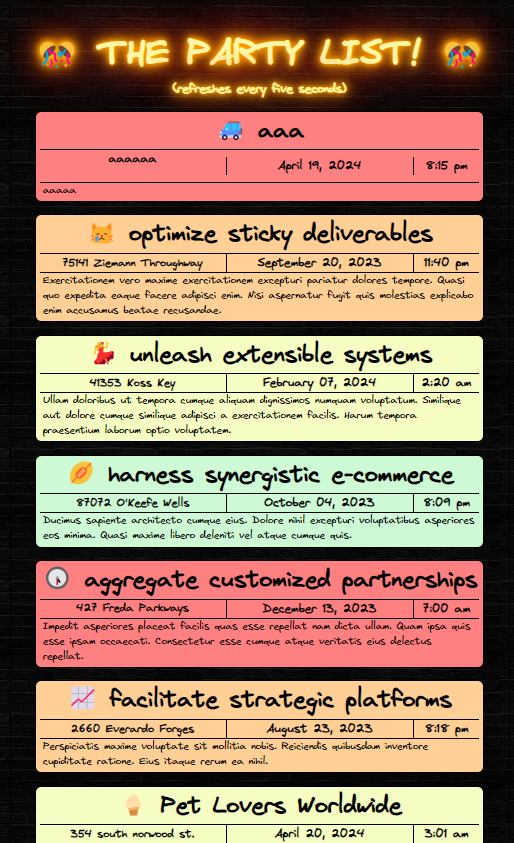 THE PARTY LIST!
(refreshes every five seconds)
aaa
aaaaaa April 19, 2024 8:15 pm
aaaaa
optimize sticky deliverables
75141 Ziemann Throughway September 20, 2023 11:40 pm
Exercitationem vero maxime exercitationem excepturi pariatur dolores tempore. Quasi
quo expedita eaque facere adipisci enim. Nisi aspernatur fugit quis molestias explicabo
enim accusamus beatae recusandae.
unleash extensible systems
41353 Koss Key February 07, 2024 2:20 am
Ullam doloribus ut tempora cumque aliquam dignissimos numquam voluptatum. Similique
aut dolore cumque similique adipisci a exercitationem facilis. Harum tempora
praesentium laborum optio voluptatem.
harness synergistic e-commerce
87072 O'Keefe Wells October 04, 2023 8:09 pm
Ducimus sapiente architecto cumque eius. Dolore nihil excepturi voluptatibus asperiores
eos minima. Quasi maxime libero deleniti vel atque cumque quis.
aggregate customized partnerships
427 Freda Parkways December 13, 2023 7:00 am
Impedit asperiores placeat facilis quas esse repellat nam dicta ullam. Quam ipsa quis
esse ipsam occaecati. Consectetur esse cumque atque veritatis eius delectus
repellat.
facilitate strategic platforms
2660 Everardo Forges August 23, 2023 8:18 pm
Perspiciatis maxime voluptate sit mollitia nobis. Reiciendis quibusdam inventore
cupiditate ratione. Eius itaque rerum ea nihil.
Pet Lovers Worldwide
354 south norwood st. April 20, 2024 3:01 am